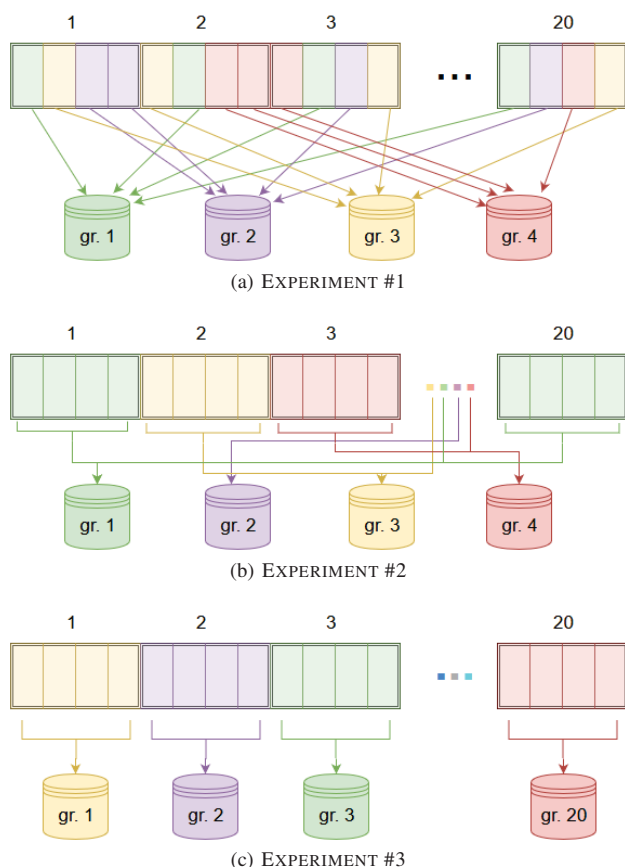 1 2 3 ... 20
gr. 1 gr. 2 gr. 3 gr. 4
(a) EXPERIMENT #1
1 2 3 20
gr. 1 gr. 2 gr. 3 gr. 4
(b) EXPERIMENT #2
1 2 3 20
gr. 1 gr. 2 gr. 3 gr. 20
(c) EXPERIMENT #3